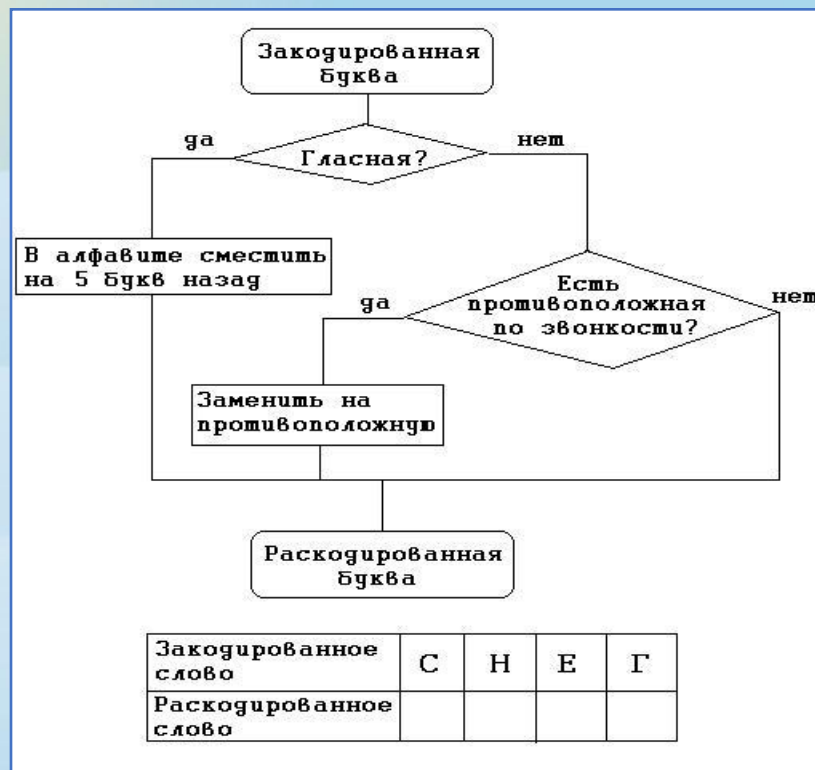 Закодированная
буква
да
нет
Гласная?
В алфавите сместить
на 5 букв назад
Есть
противоположная
по звонкости?
да
нет
Заменить на
противоположную
Раскодированная
буква
Закодированное
слово
С Н Е Г
Раскодированное
слово